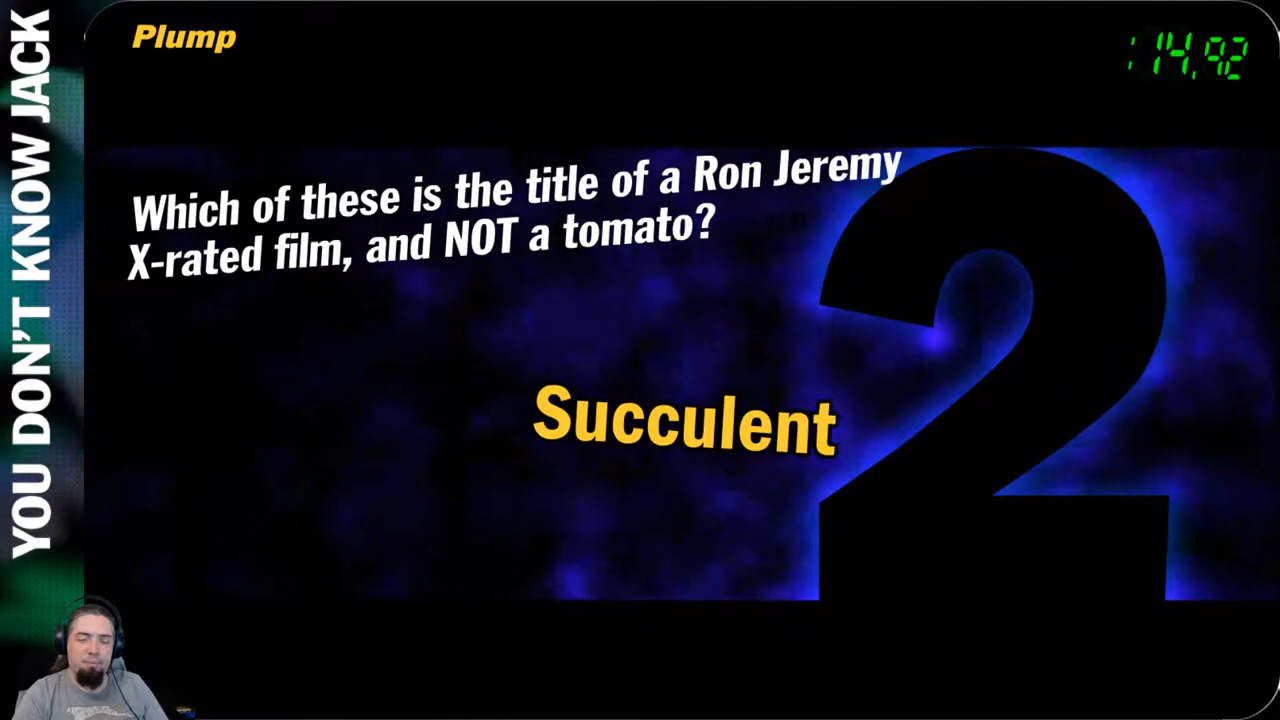 YOU DON'T KNOW JACK
Plump
:14.92
Which of these is the title of a Ron Jeremy
X-rated film, and NOT a tomato?
2
Succulent